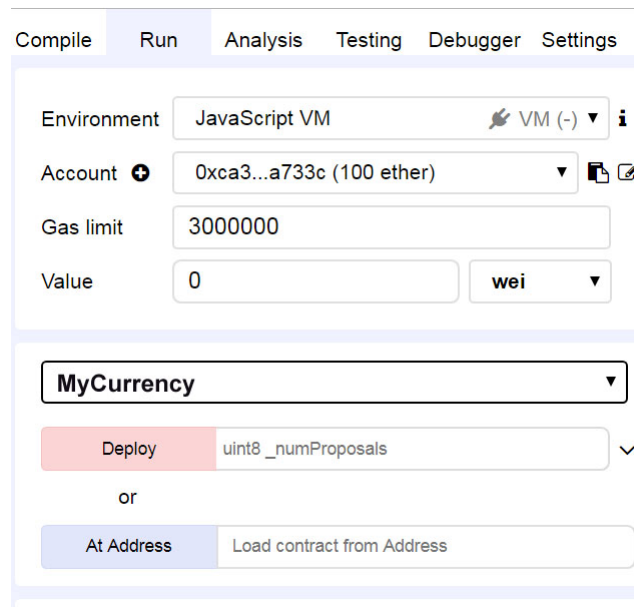 Compile Run Analysis Testing Debugger Settings
Environment JavaScript VM VM (-) i
Account 0xca3...a733c (100 ether)
Gas limit 3000000
Value 0 wei
MyCurrency
Deploy uint8 _numProposals
or
At Address Load contract from Address